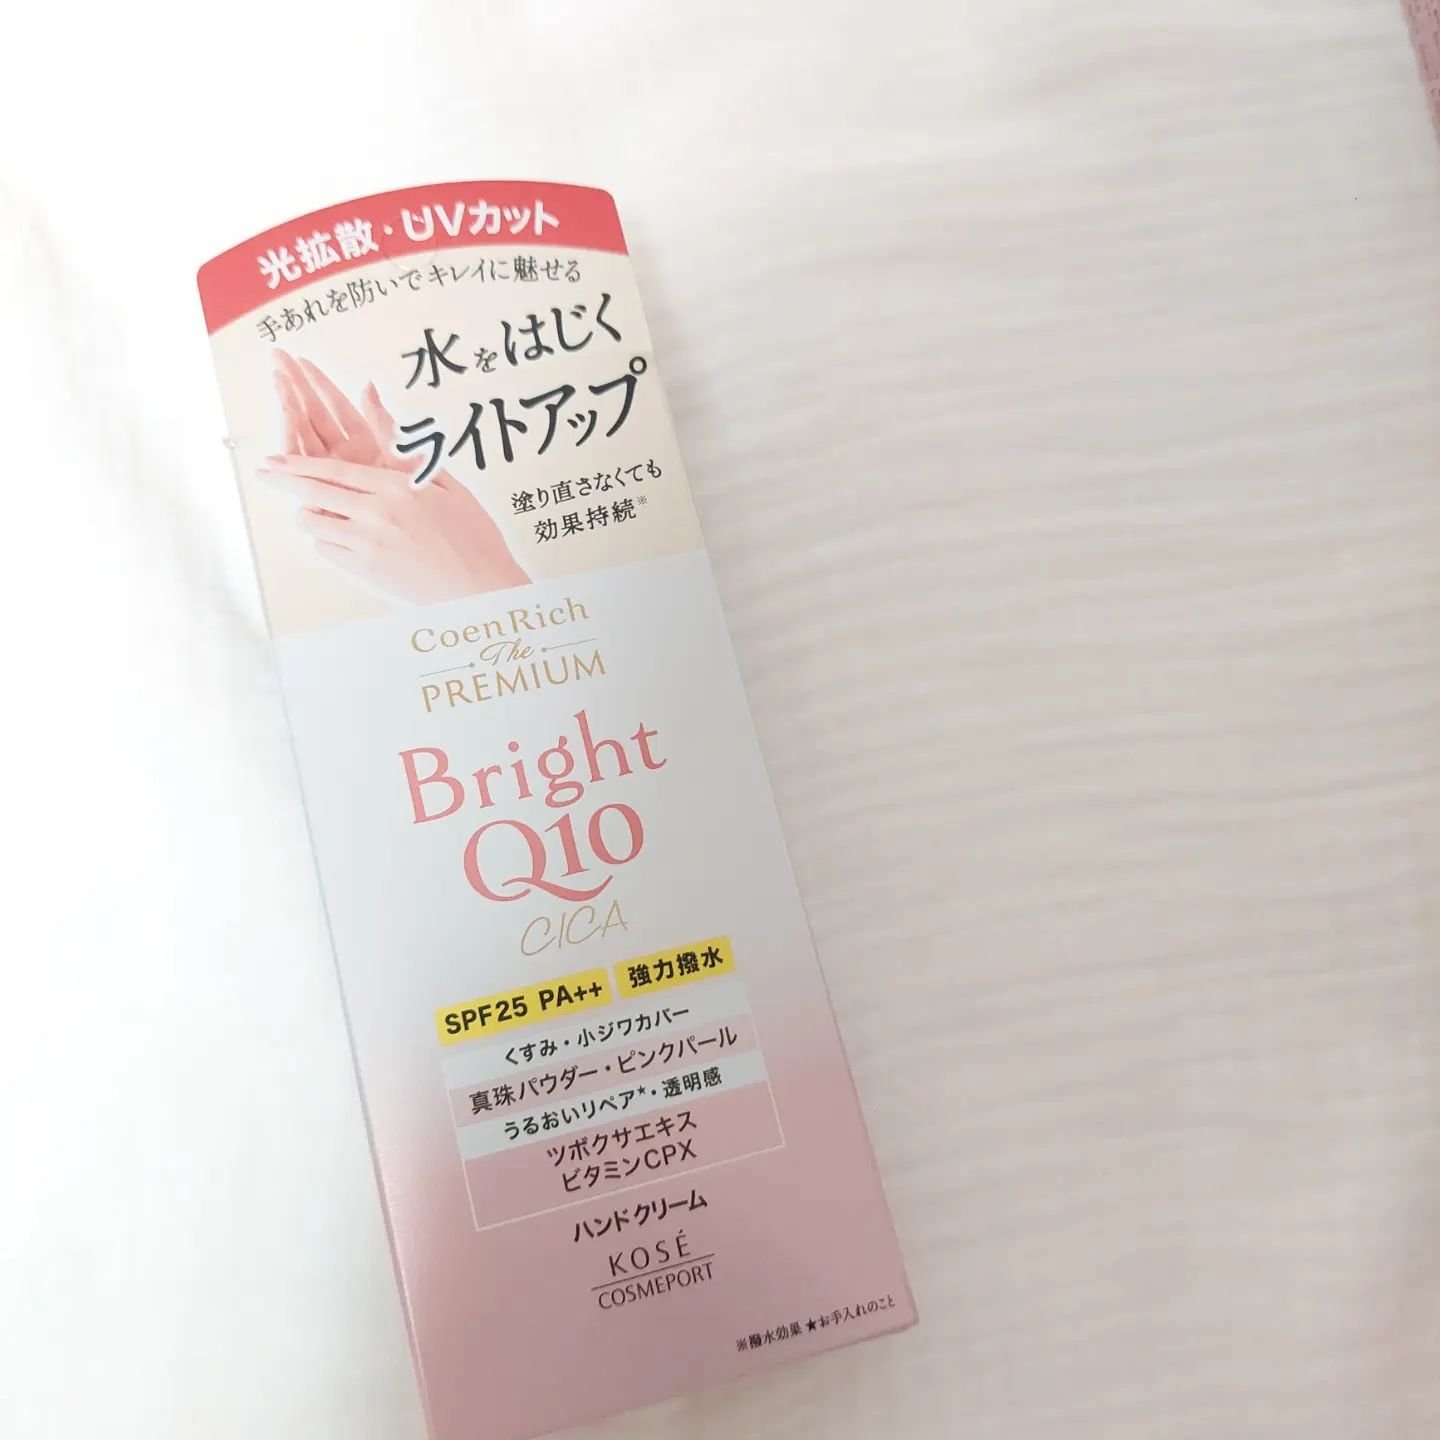 光拡散・UVカット
手あれを防いでキレイに魅せる
水をはじく
ライトアップ
塗り直さなくても
効果持続※
CoenRich
The
PREMIUM
Bright
Q10
CICA
SPF25 PA++ 強力撥水
くすみ・小ジワカバー
真珠パウダー・ピンクパール
うるおいリペア★・透明感
ツボクサエキス
ビタミンCPX
ハンドクリーム
KOSÉ
COSMEPORT
※撥水効果 ★お手入れのこと